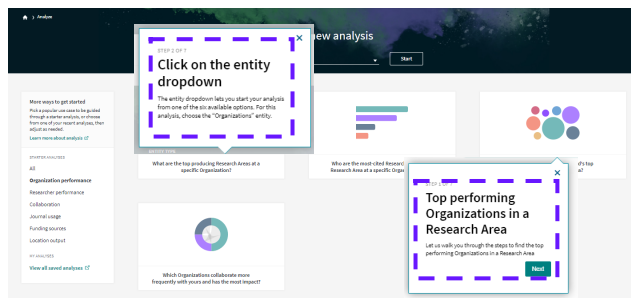 Analyze
new analysis
Start
STEP 2 OF 7
Click on the entity
dropdown
The entity dropdown lets you start your analysis
from one of the six available options. For this
analysis, choose the "Organizations" entity.
More ways to get started
Pick a popular use case to be guided
through a starter analysis, or choose
from one of your recent analyses, then
adjust as needed.
Learn more about analysis
STARTER ANALYSES
All
Organization performance
Researcher performance
Collaboration
Journal usage
Funding sources
Location output
MY ANALYSES
View all saved analyses
What are the top producing Research Areas at a
specific Organization?
Who are the most-cited
Research Area at a specific
top
STEP 1 OF 7
Top performing
Organizations in a
Research Area
Let us walk you through the steps to find the top
performing Organizations in a Research Area
Next
Which Organizations collaborate more
frequently with yours and has the most impact?